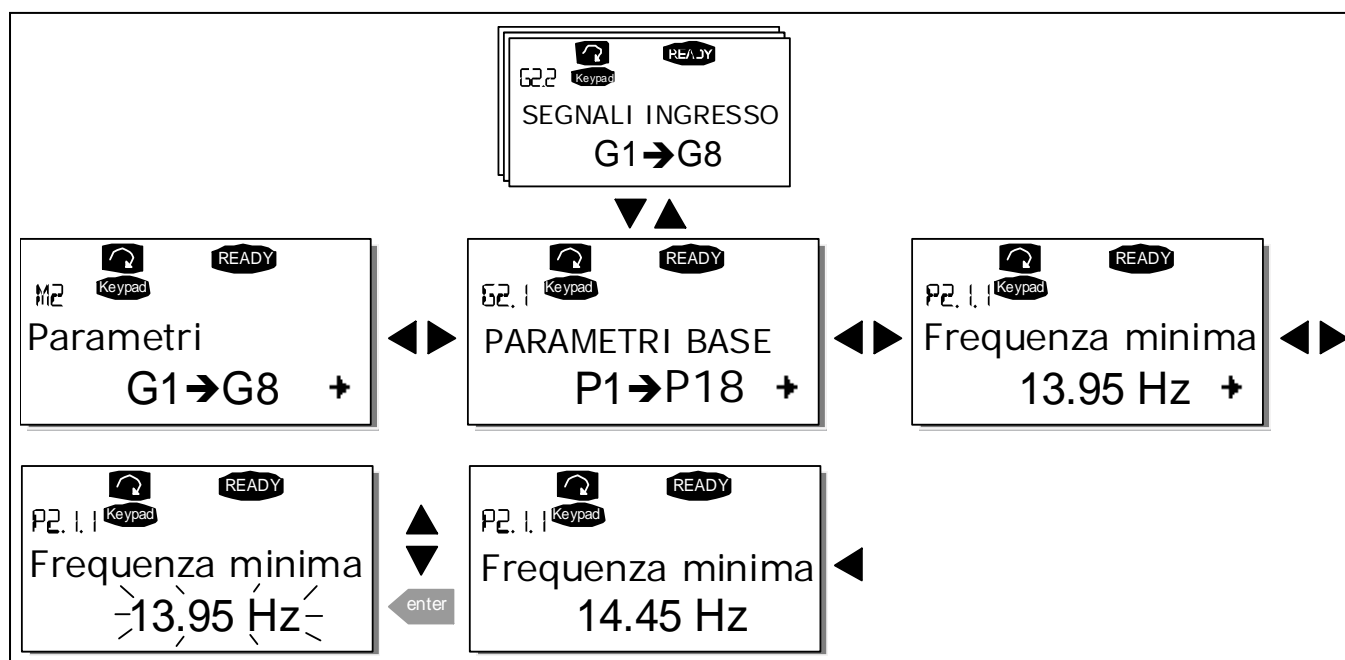 READY
G2.2 Keypad
SEGNALI INGRESSO
G1➔G8
READY
M2 Keypad
Parametri
G1➔G8
READY
G2.1 Keypad
PARAMETRI BASE
P1➔P18
READY
P2.1.1 Keypad
Frequenza minima
13.95 Hz
READY
P2.1.1 Keypad
Frequenza minima
13.95 Hz
enter
READY
P2.1.1 Keypad
Frequenza minima
14.45 Hz